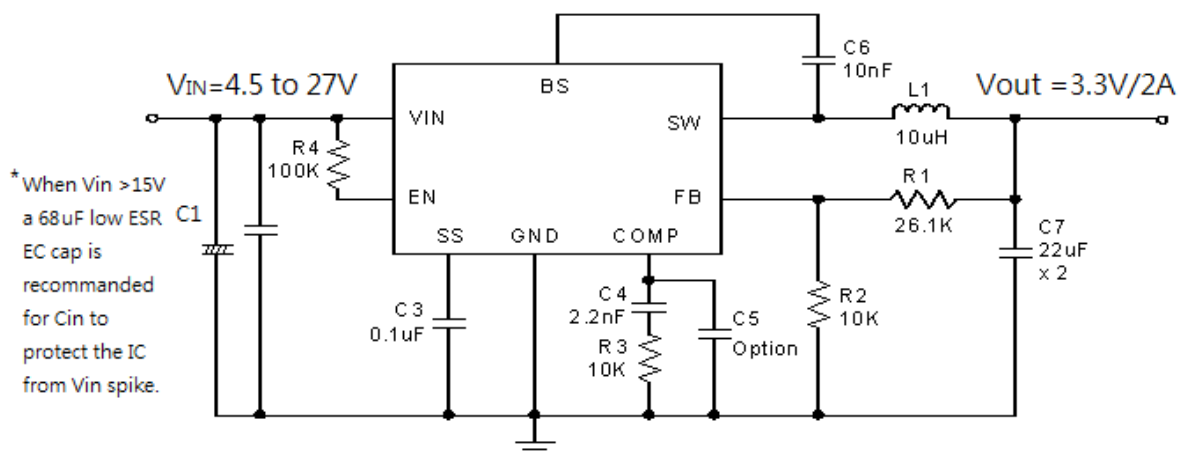 VIN=4.5 to 27V
BS
C6
10nF
L1
10uH
Vout =3.3V/2A
VIN
SW
R4
100K
EN
FB
R1
26.1K
*When Vin >15V
a 68uF low ESR
EC cap is
recommanded
for Cin to
protect the IC
from Vin spike.
C1
SS
GND
COMP
C7
22uF
x 2
C3
0.1uF
C4
2.2nF
R3
10K
C5
Option
R2
10K